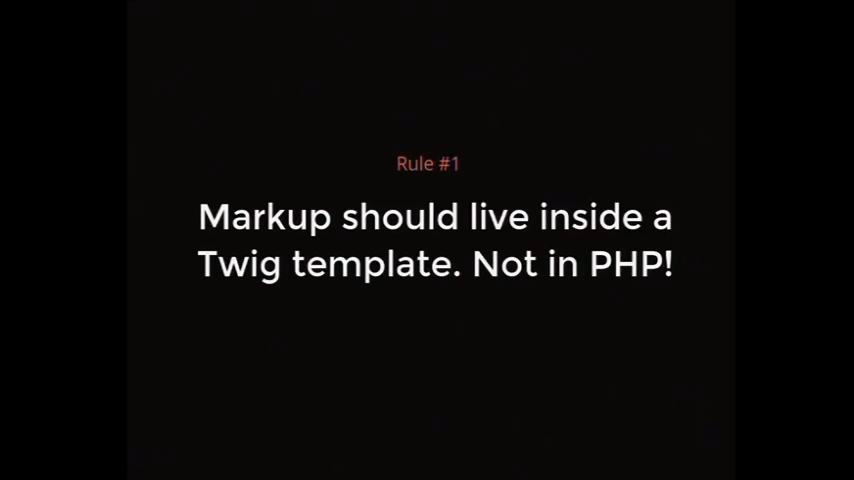 Rule #1
Markup should live inside a
Twig template. Not in PHP!